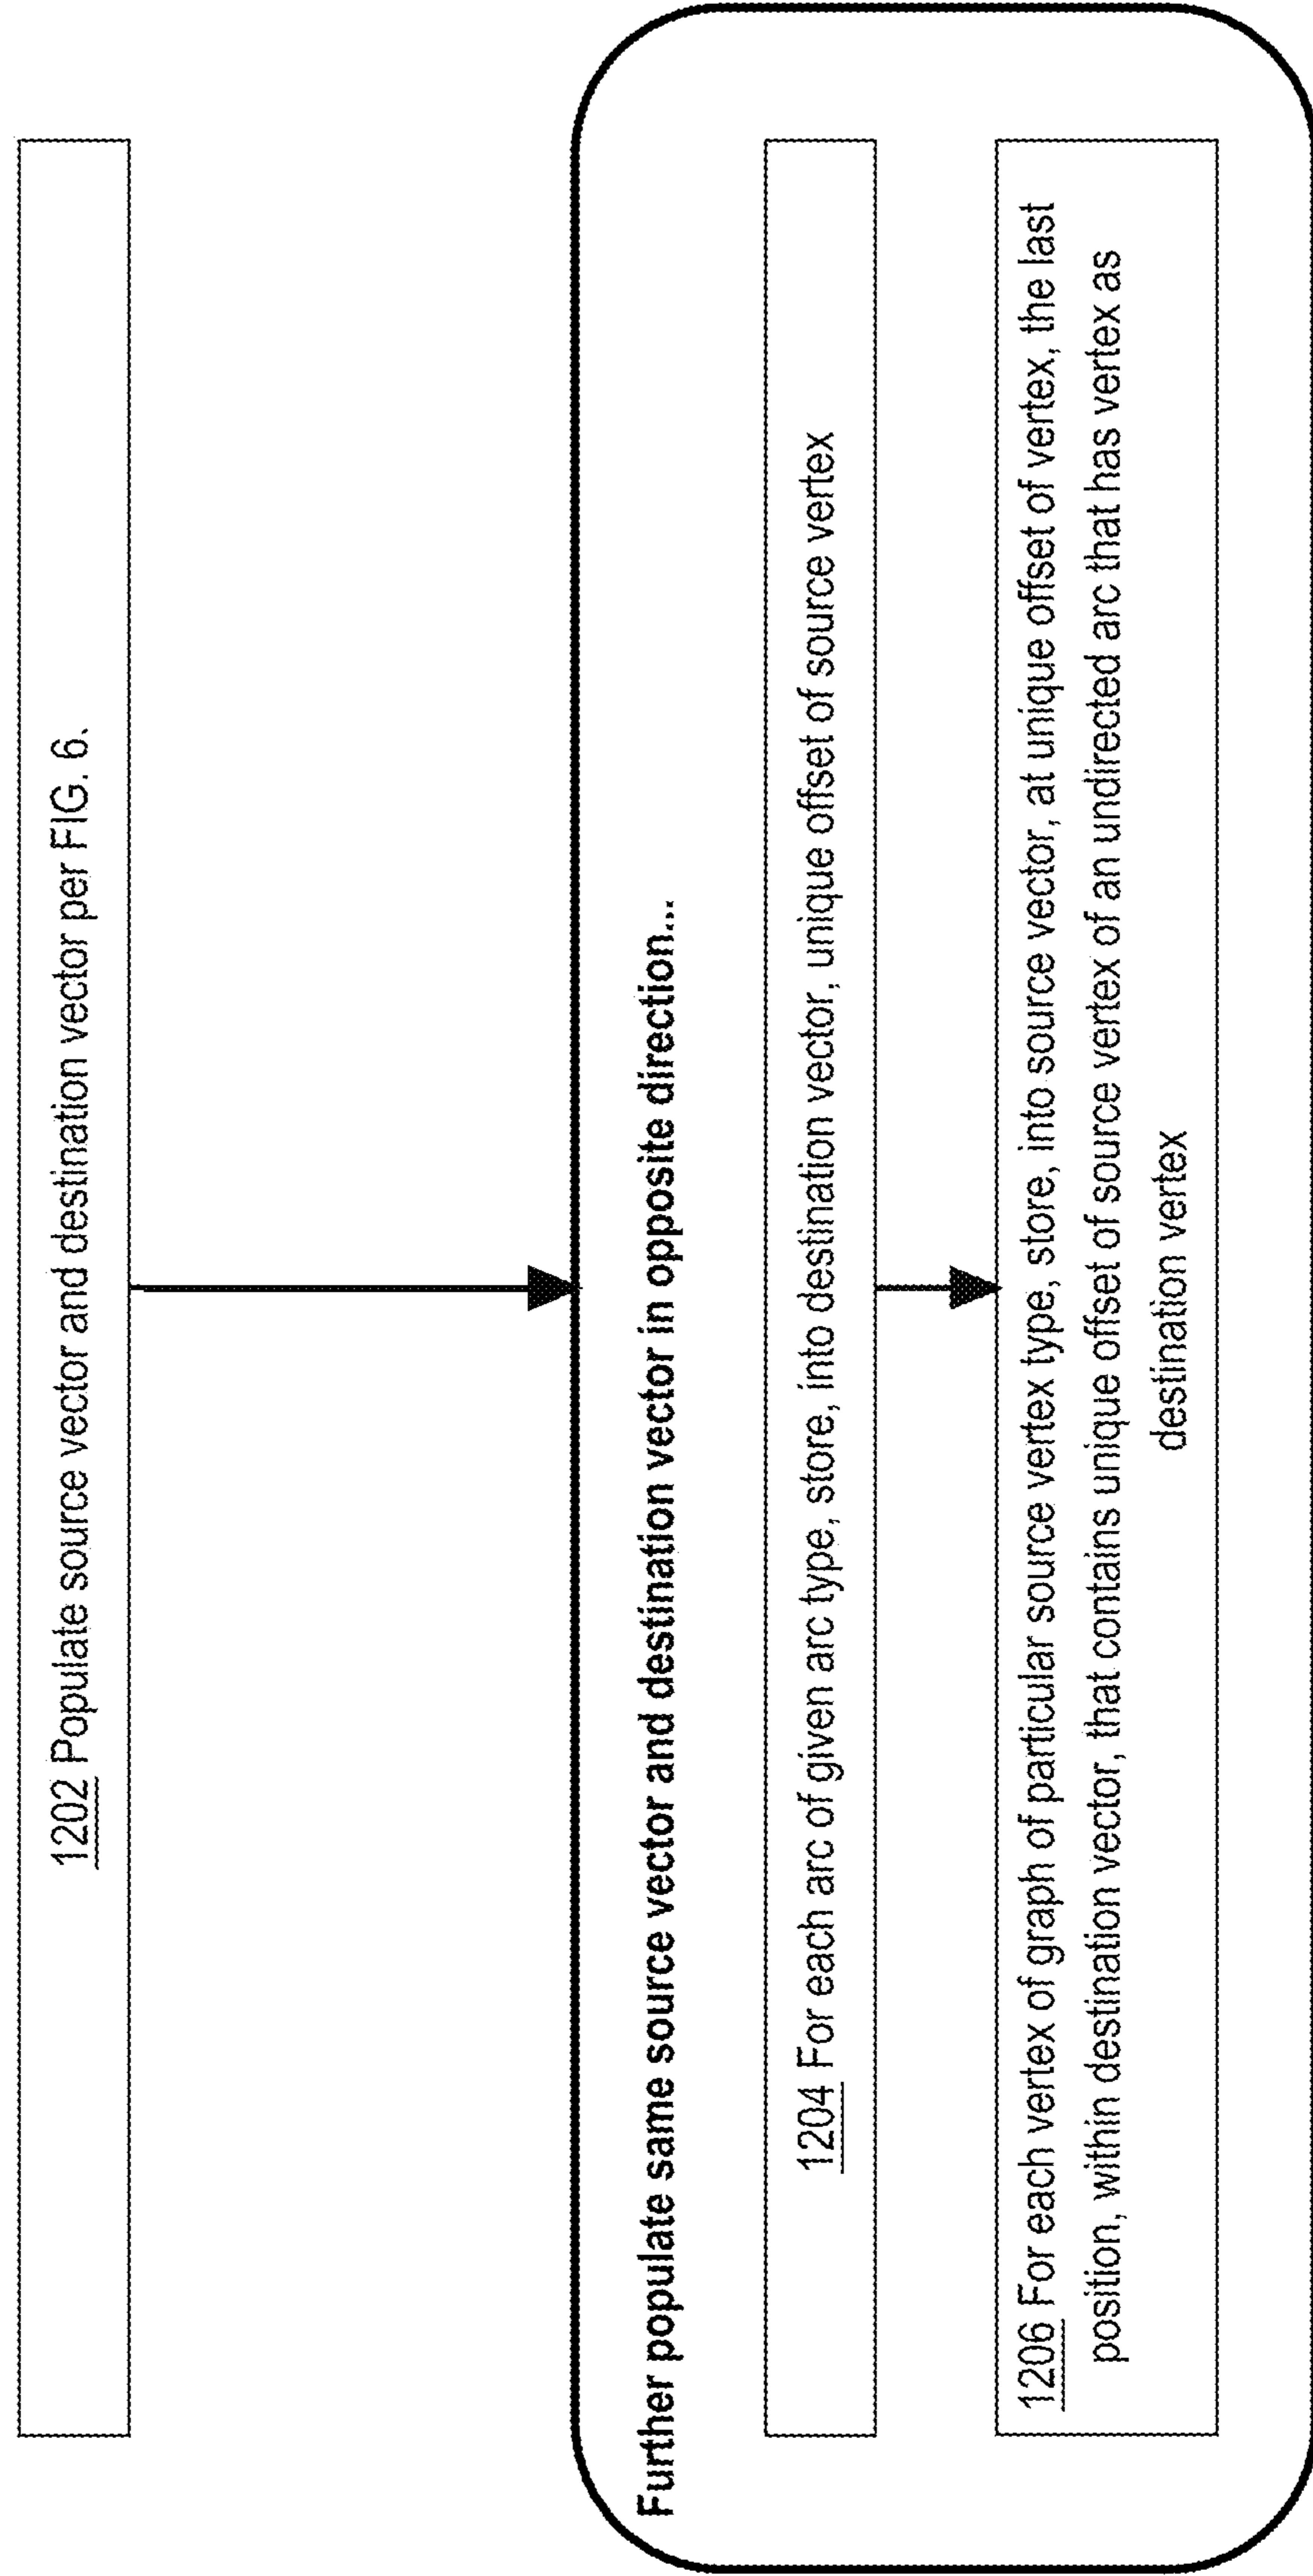 1202 Populate source vector and destination vector per FIG. 6.
Further populate same source vector and destination vector in opposite direction...
1204 For each arc of given arc type, store, into destination vector, unique offset of source vertex
1206 For each vertex of graph of particular source vertex type, store, into source vector, at unique offset of vertex, the last
position, within destination vector, that contains unique offset of source vertex of an undirected arc that has vertex as
destination vertex